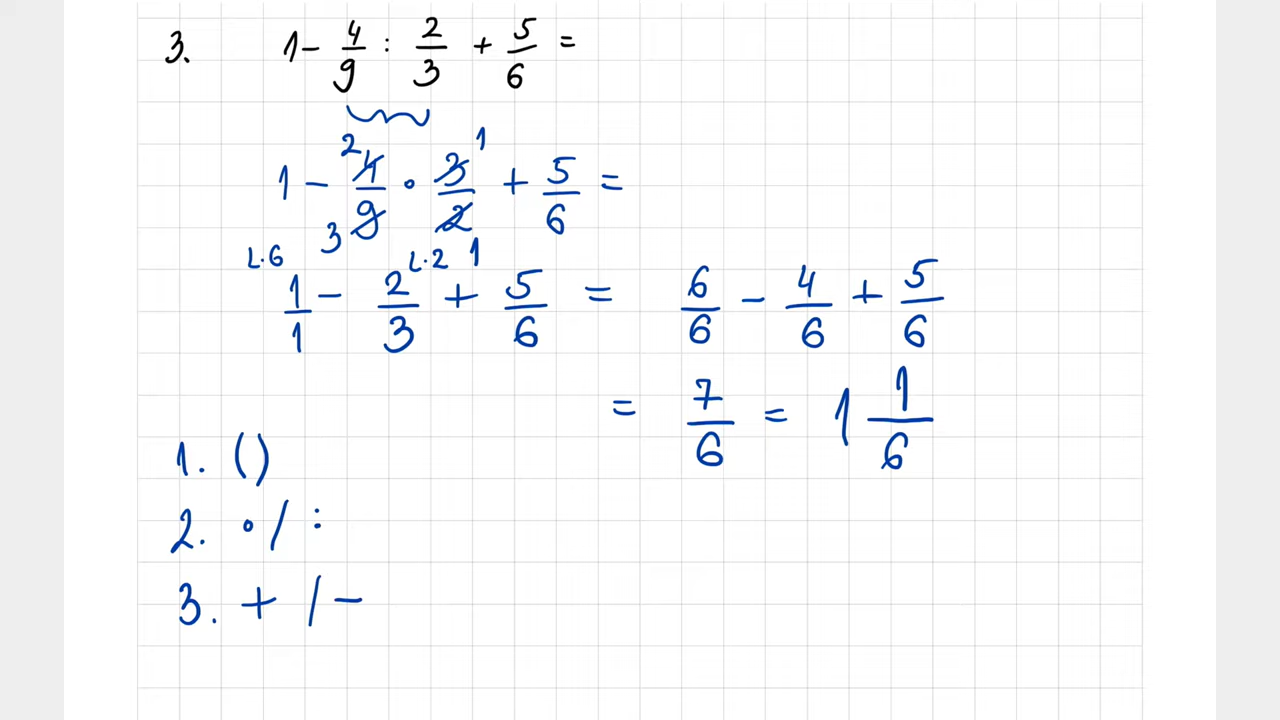 3. 1 - 4/9 : 2/3 + 5/6 =
1 - 4/9 · 3/2 + 5/6 =
2 1
3 1
L·6 L·2
1/1 - 2/3 + 5/6 = 6/6 - 4/6 + 5/6
= 7/6 = 1 1/6
1. ()
2. · / :
3. + / -